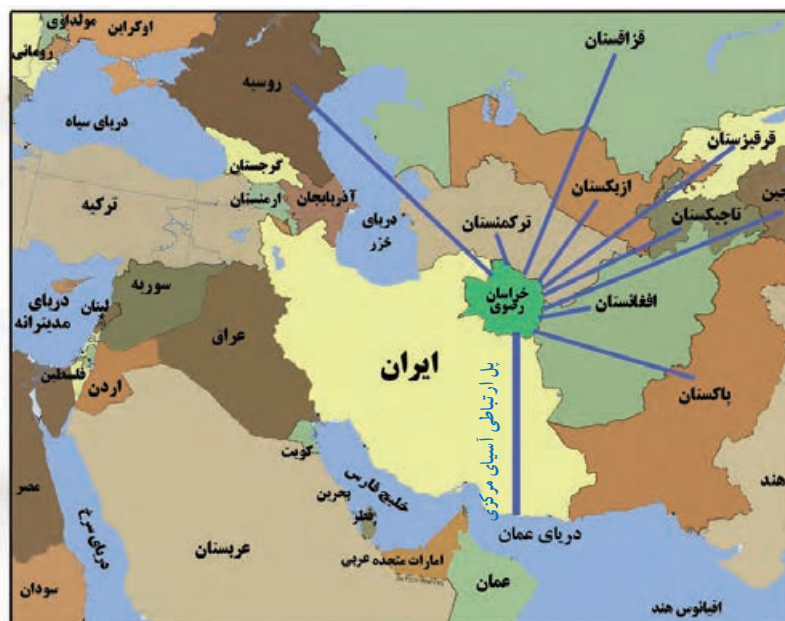 مولداوی
اوکراین
رومانی
قزاقستان
روسیه
دریای سیاه
قرقیزستان
گرجستان
ازبکستان
چین
ارمنستان
آذربایجان
تاجیکستان
ترکیه
دریای
خزر
ترکمنستان
سوریه
خراسان
رضوی
افغانستان
لبنان
دریای
مدیترانه
عراق
ایران
فلسطین
اردن
پل ارتباطی آسیای مرکزی
پاکستان
کویت
هند
خلیج فارس
بحرین
مصر
قطر
دریای سرخ
دریای عمان
عربستان
امارات متحده عربی
عمان
سودان
اقیانوس هند